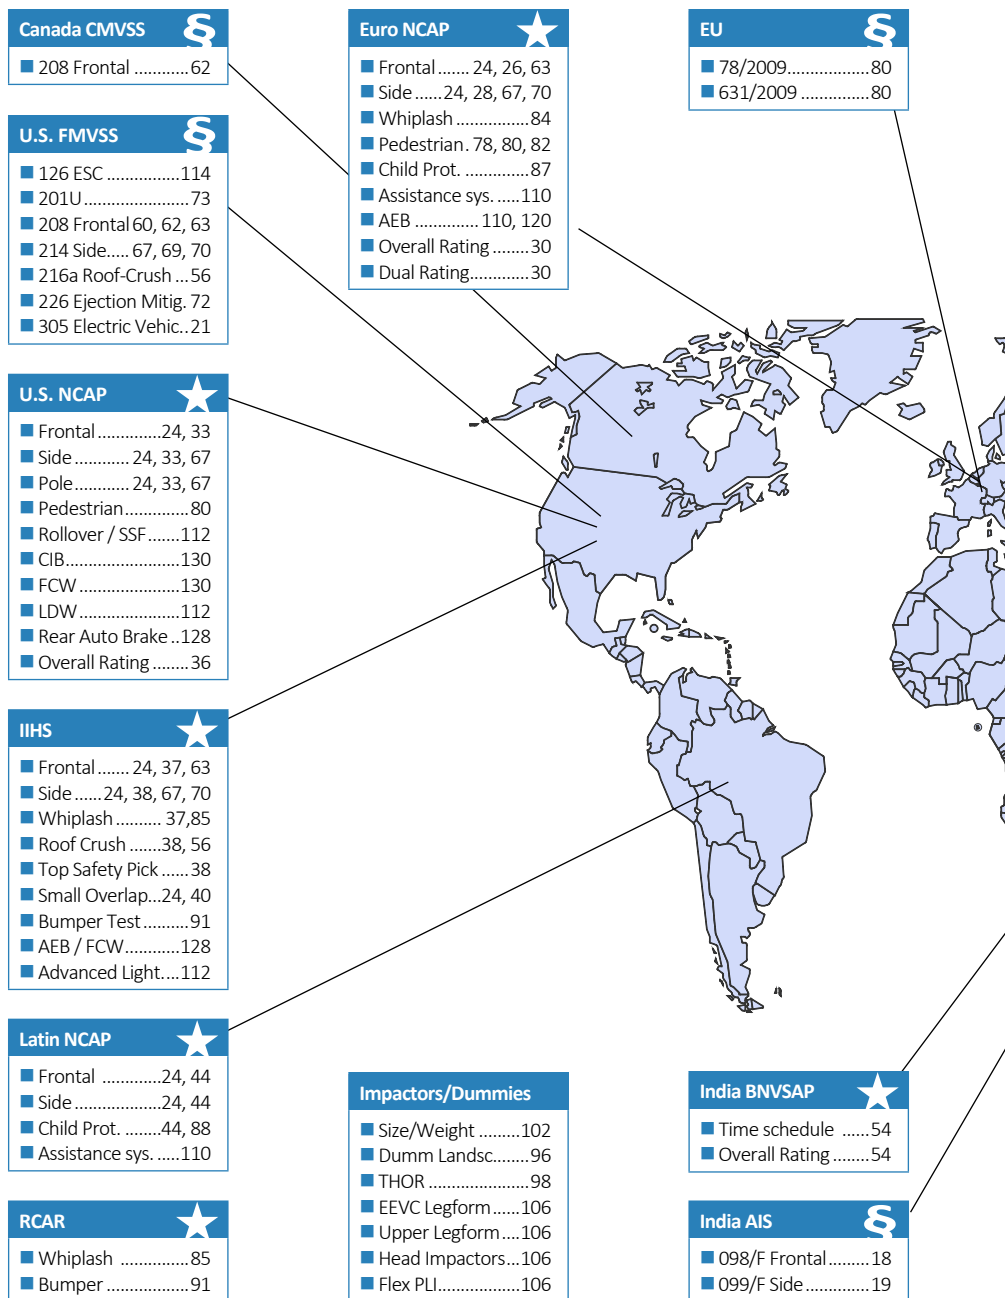 Canada CMVSS §
208 Frontal ............62
U.S. FMVSS §
126 ESC ................114
201U.......................73
208 Frontal 60, 62, 63
214 Side..... 67, 69, 70
216a Roof-Crush ...56
226 Ejection Mitig. 72
305 Electric Vehic..21
U.S. NCAP
Frontal..............24, 33
Side ............ 24, 33, 67
Pole............ 24, 33, 67
Pedestrian..............80
Rollover / SSF.......112
CIB.........................130
FCW ......................130
LDW ......................112
Rear Auto Brake ..128
Overall Rating ........36
IIHS
Frontal ....... 24, 37, 63
Side ......24, 38, 67, 70
Whiplash .......... 37,85
Roof Crush .......38, 56
Top Safety Pick ......38
Small Overlap...24, 40
Bumper Test ..........91
AEB / FCW............128
Advanced Light....112
Latin NCAP
Frontal .............24, 44
Side ..................24, 44
Child Prot. ........44, 88
Assistance sys. .....110
RCAR
Whiplash ...............85
Bumper ..................91
Euro NCAP
Frontal ....... 24, 26, 63
Side ......24, 28, 67, 70
Whiplash ................84
Pedestrian. 78, 80, 82
Child Prot. ..............87
Assistance sys. .....110
AEB .............. 110, 120
Overall Rating ........30
Dual Rating.............30
Impactors/Dummies
Size/Weight .........102
Dumm Landsc........96
THOR ......................98
EEVC Legform ......106
Upper Legform ....106
Head Impactors...106
Flex PLI.................106
EU §
78/2009..................80
631/2009 ...............80
India BNVSAP
Time schedule ......54
Overall Rating ........54
India AIS §
098/F Frontal.........18
099/F Side ..............19